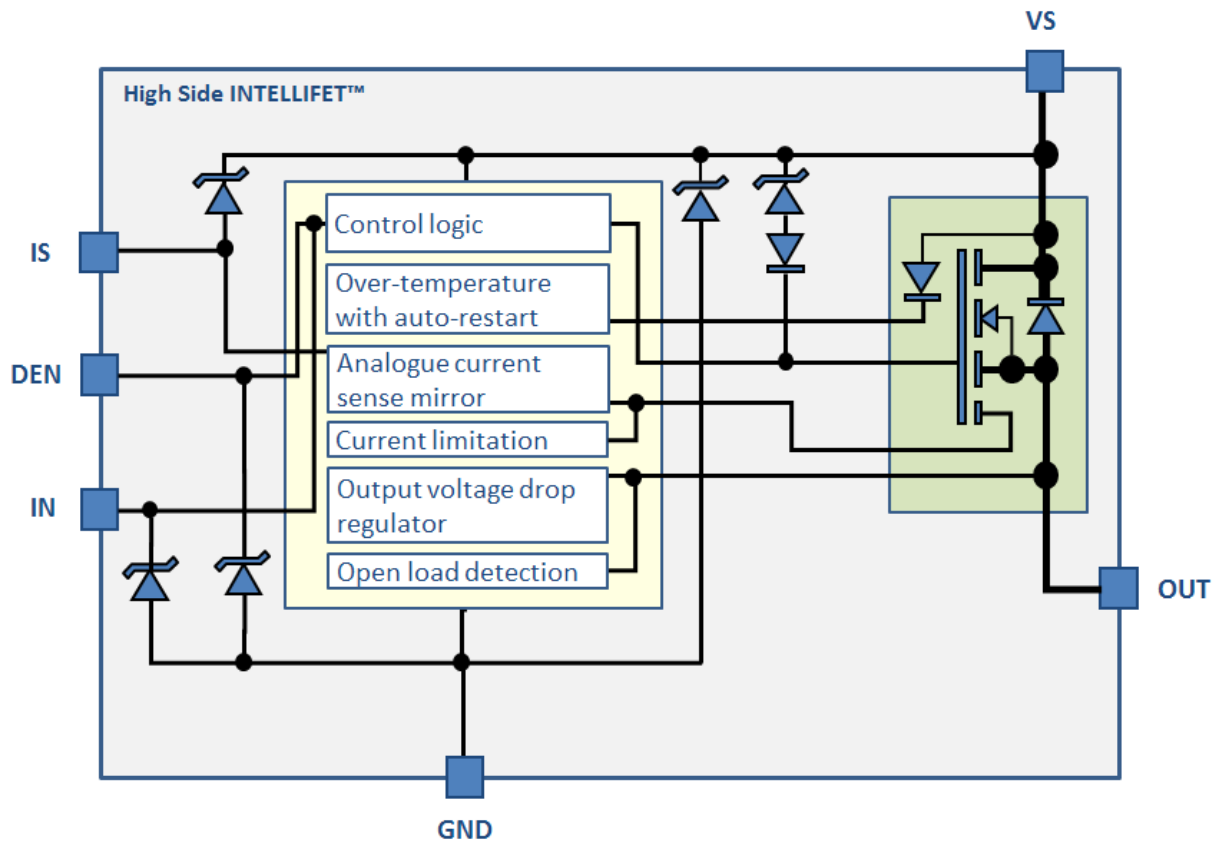 VS
High Side INTELLIFET™
IS
DEN
IN
Control logic
Over-temperature
with auto-restart
Analogue current
sense mirror
Current limitation
Output voltage drop
regulator
Open load detection
OUT
GND